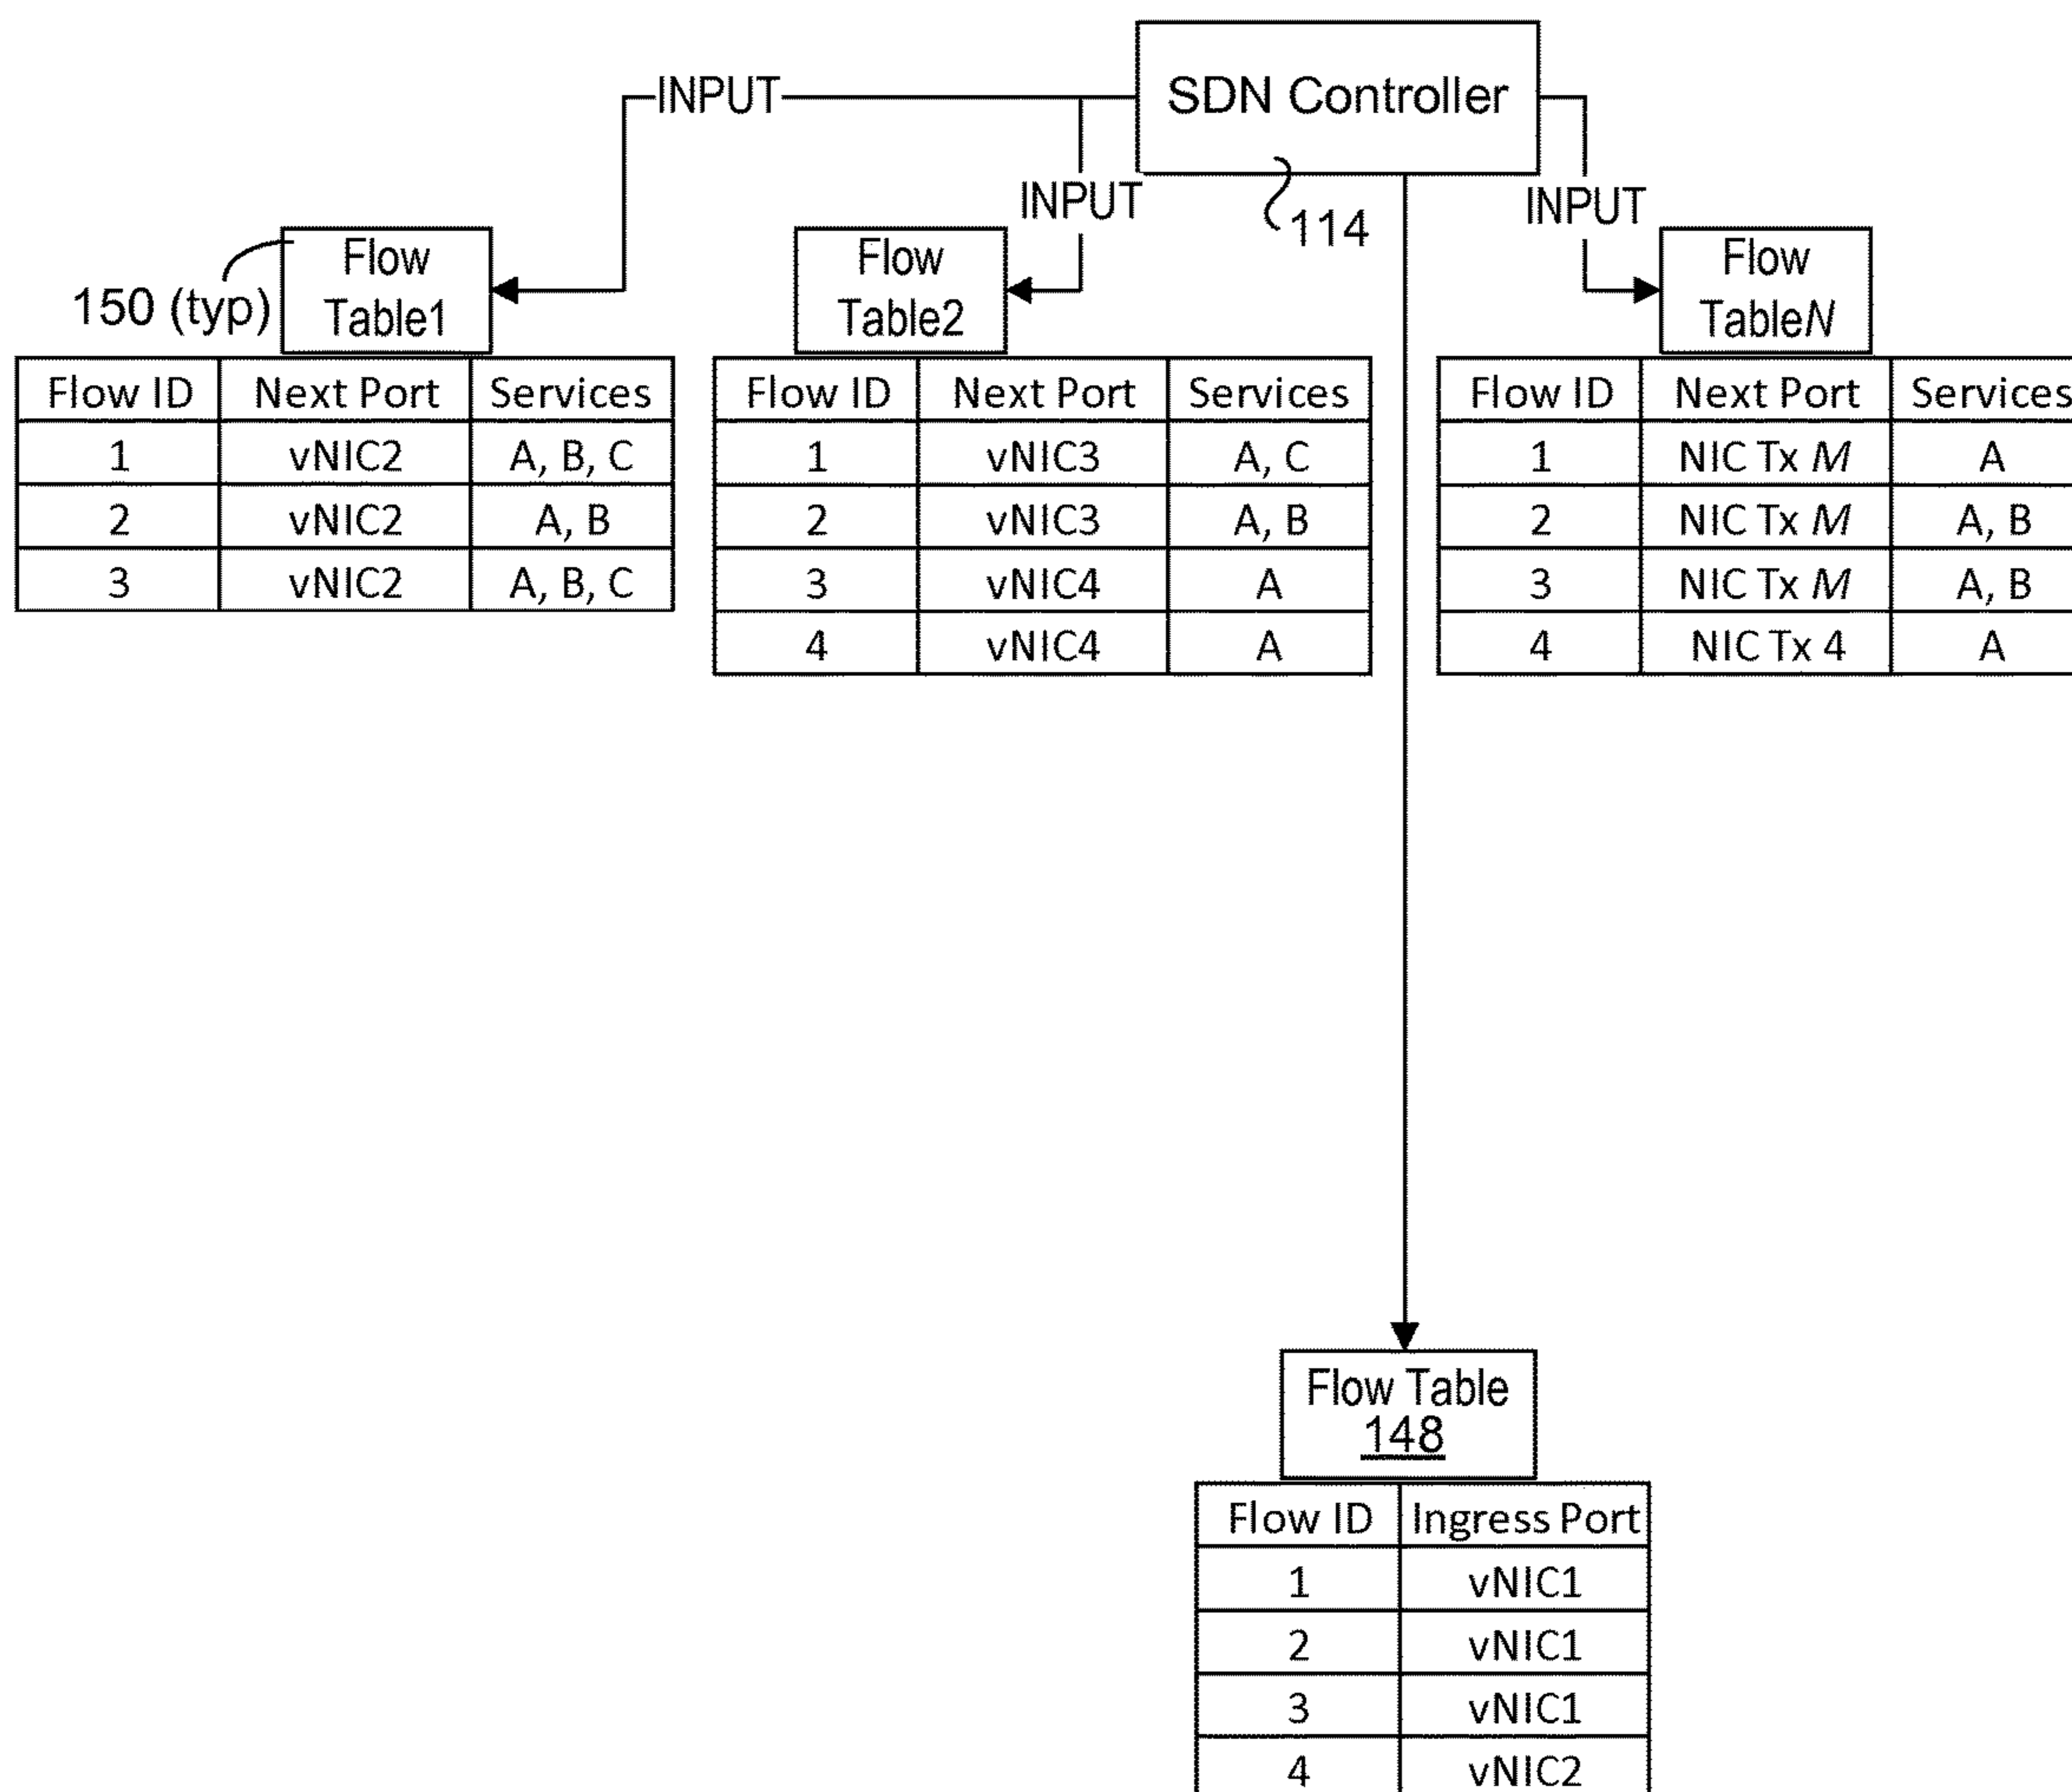 SDN Controller
INPUT
INPUT
INPUT
114
150 (typ)
Flow
Table1
Flow
Table2
Flow
TableN
Flow ID Next Port Services
1 vNIC2 A, B, C
2 vNIC2 A, B
3 vNIC2 A, B, C
Flow ID Next Port Services
1 vNIC3 A, C
2 vNIC3 A, B
3 vNIC4 A
4 vNIC4 A
Flow ID Next Port Services
1 NIC Tx M A
2 NIC Tx M A, B
3 NIC Tx M A, B
4 NIC Tx 4 A
Flow Table
148
Flow ID Ingress Port
1 vNIC1
2 vNIC1
3 vNIC1
4 vNIC2